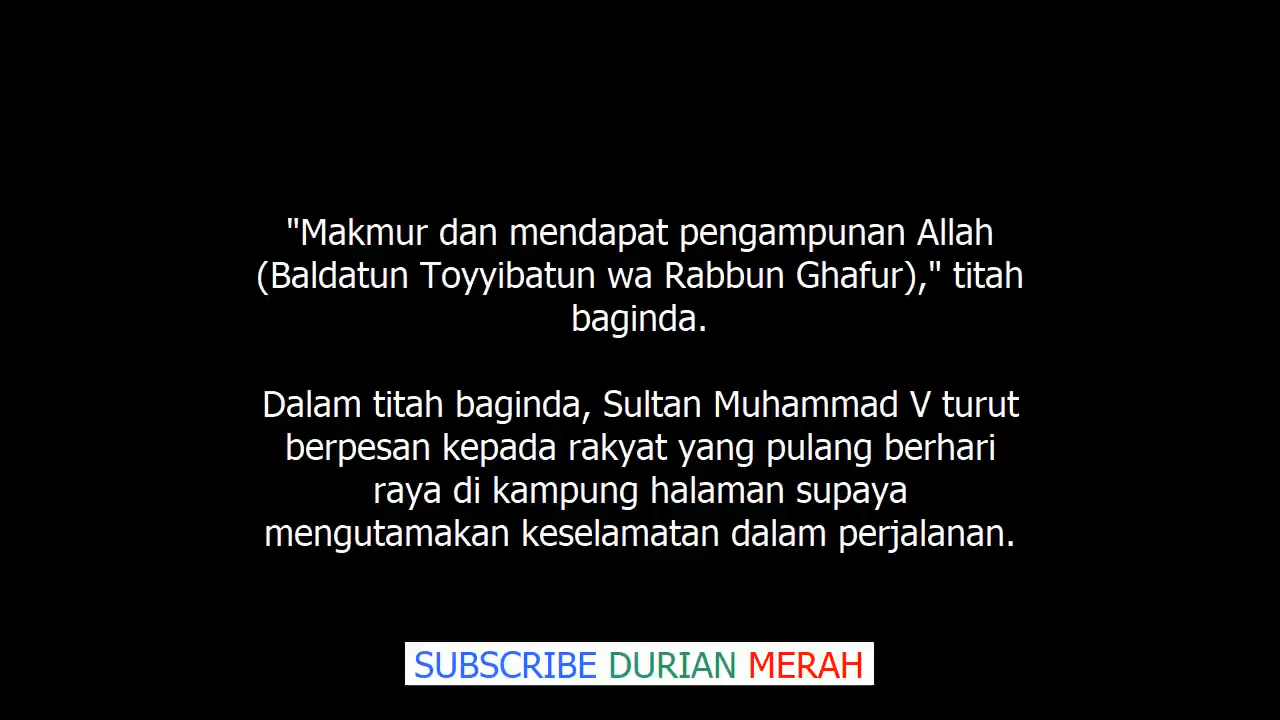 "Makmur dan mendapat pengampunan Allah
(Baldatun Toyyibatun wa Rabbun Ghafur)," titah
baginda.
Dalam titah baginda, Sultan Muhammad V turut
berpesan kepada rakyat yang pulang berhari
raya di kampung halaman supaya
mengutamakan keselamatan dalam perjalanan.
SUBSCRIBE DURIAN MERAH